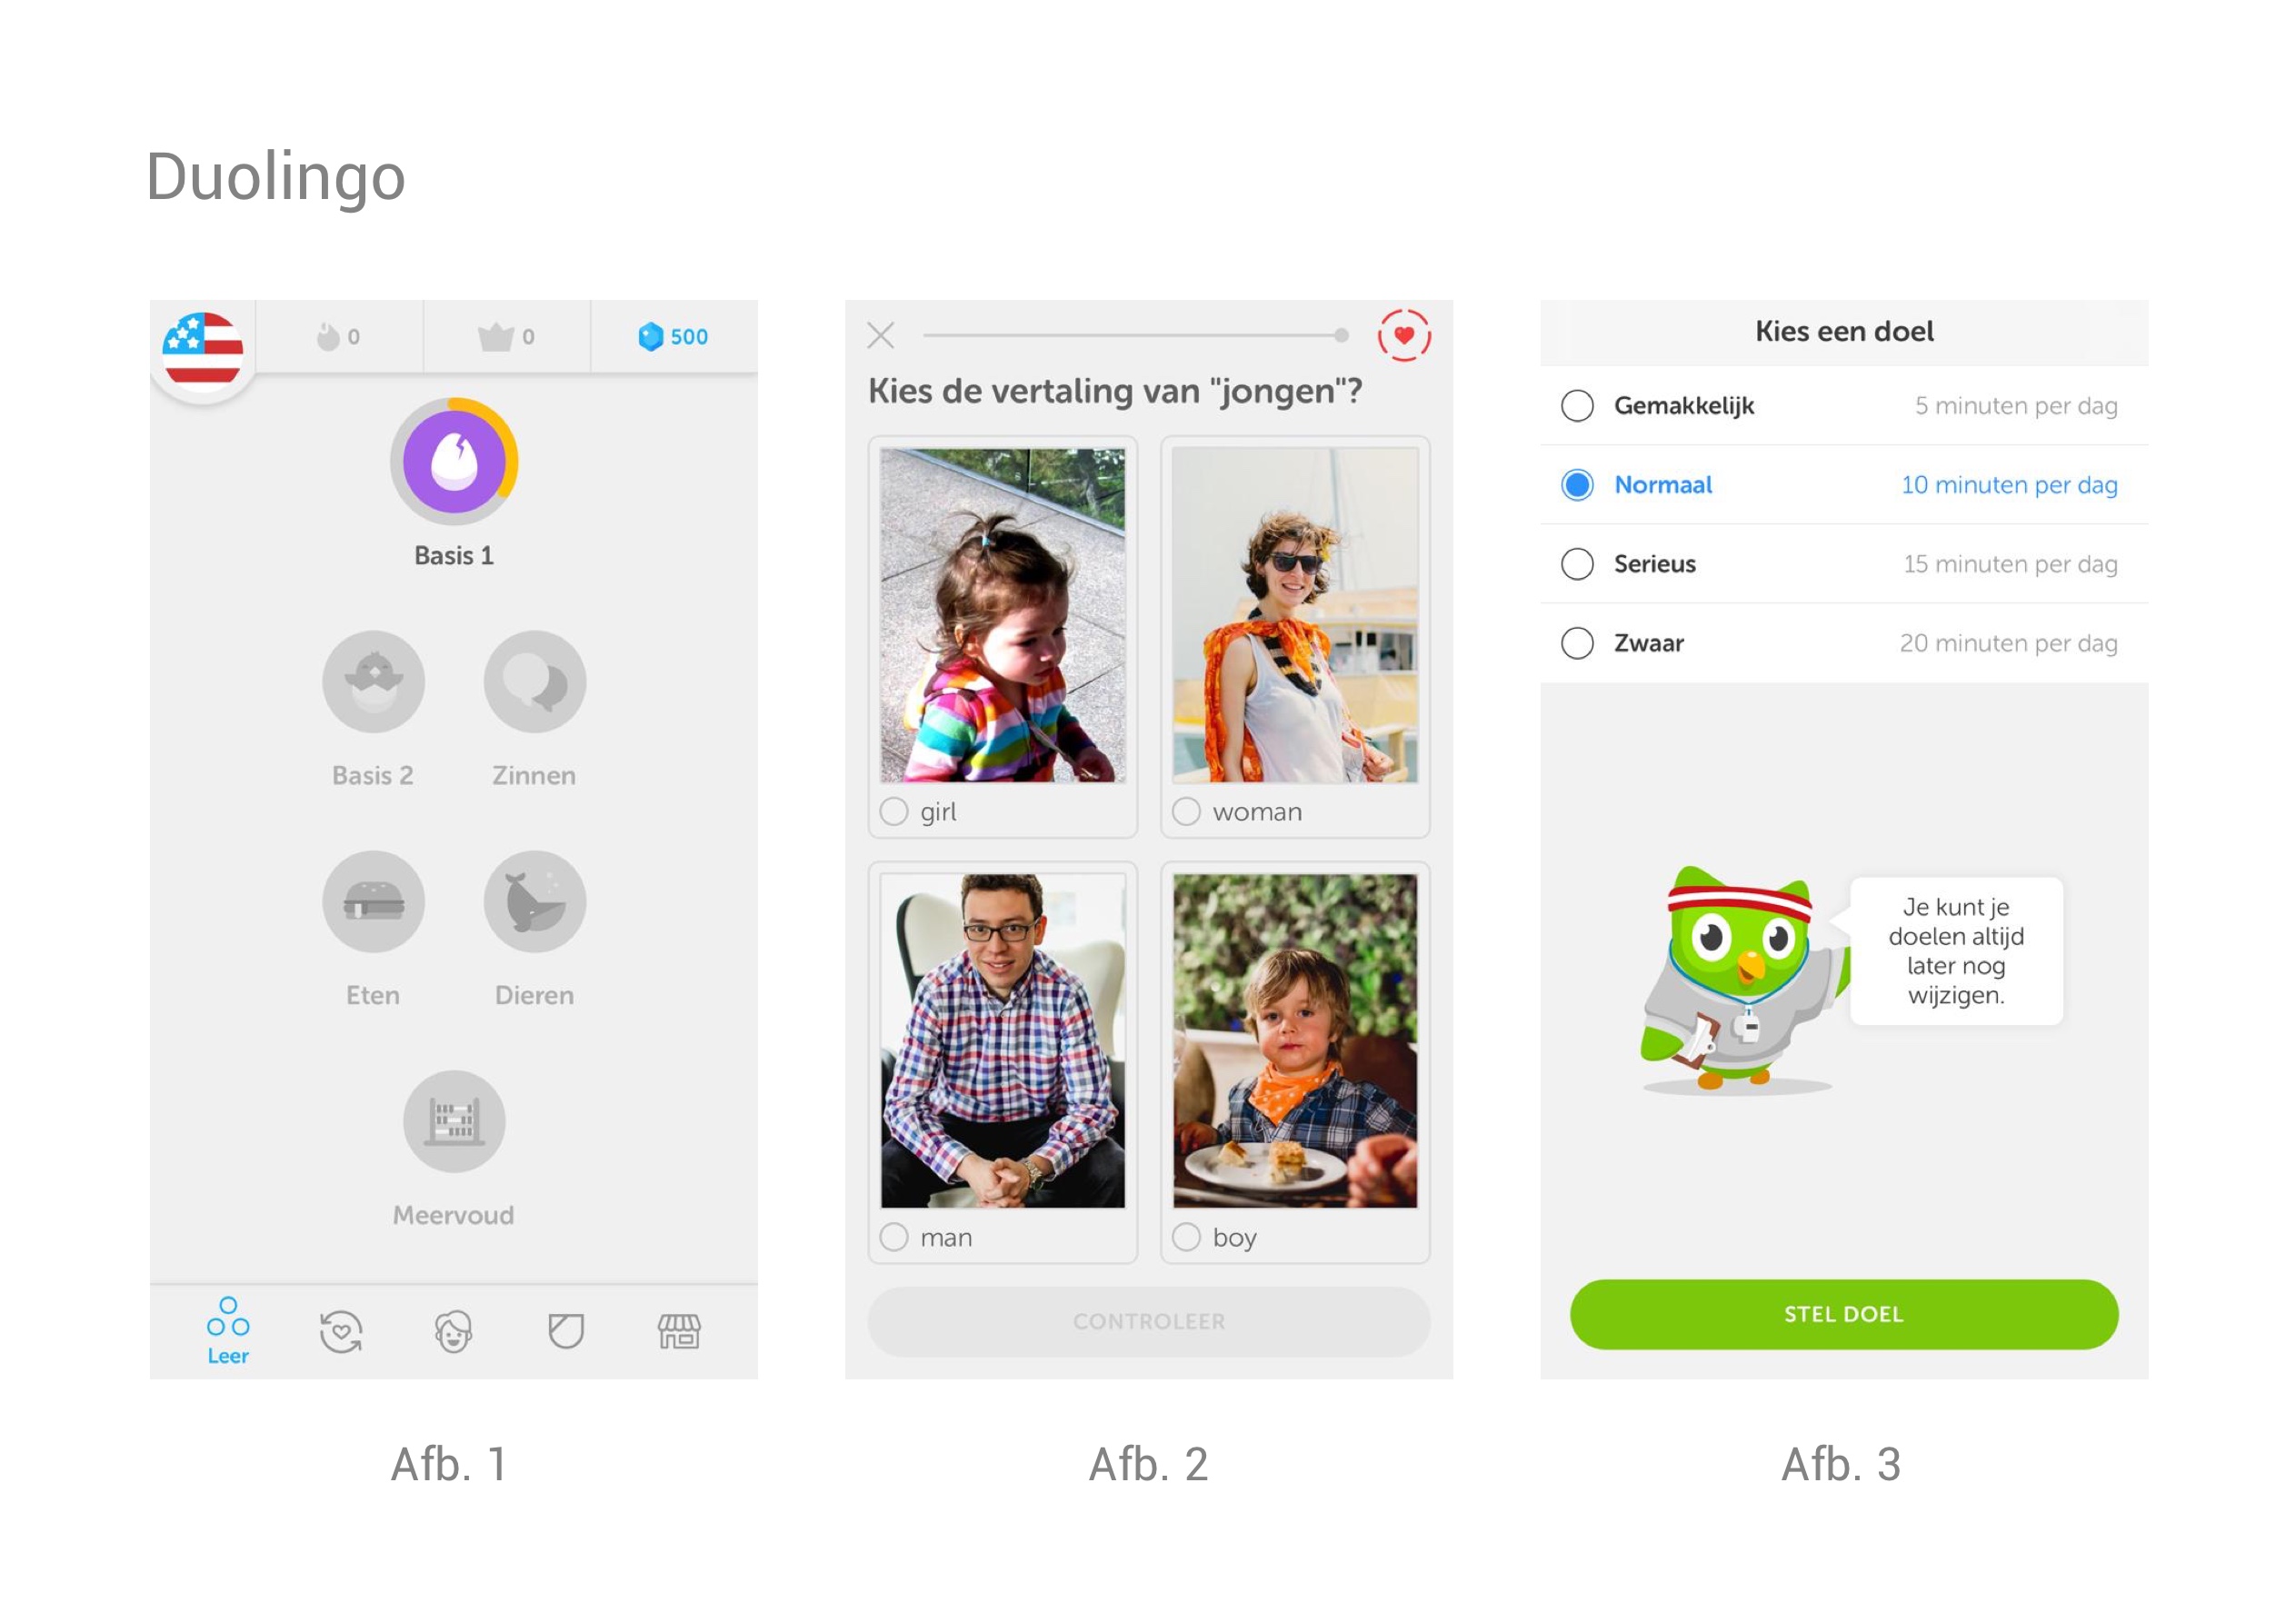 Duolingo
0
0
500
Basis 1
Basis 2
Zinnen
Eten
Dieren
Meervoud
Leer
Afb. 1
Kies de vertaling van "jongen"?
girl
woman
man
boy
CONTROLEER
Afb. 2
Kies een doel
Gemakkelijk 5 minuten per dag
Normaal 10 minuten per dag
Serieus 15 minuten per dag
Zwaar 20 minuten per dag
Je kunt je
doelen altijd
later nog
wijzigen.
STEL DOEL
Afb. 3